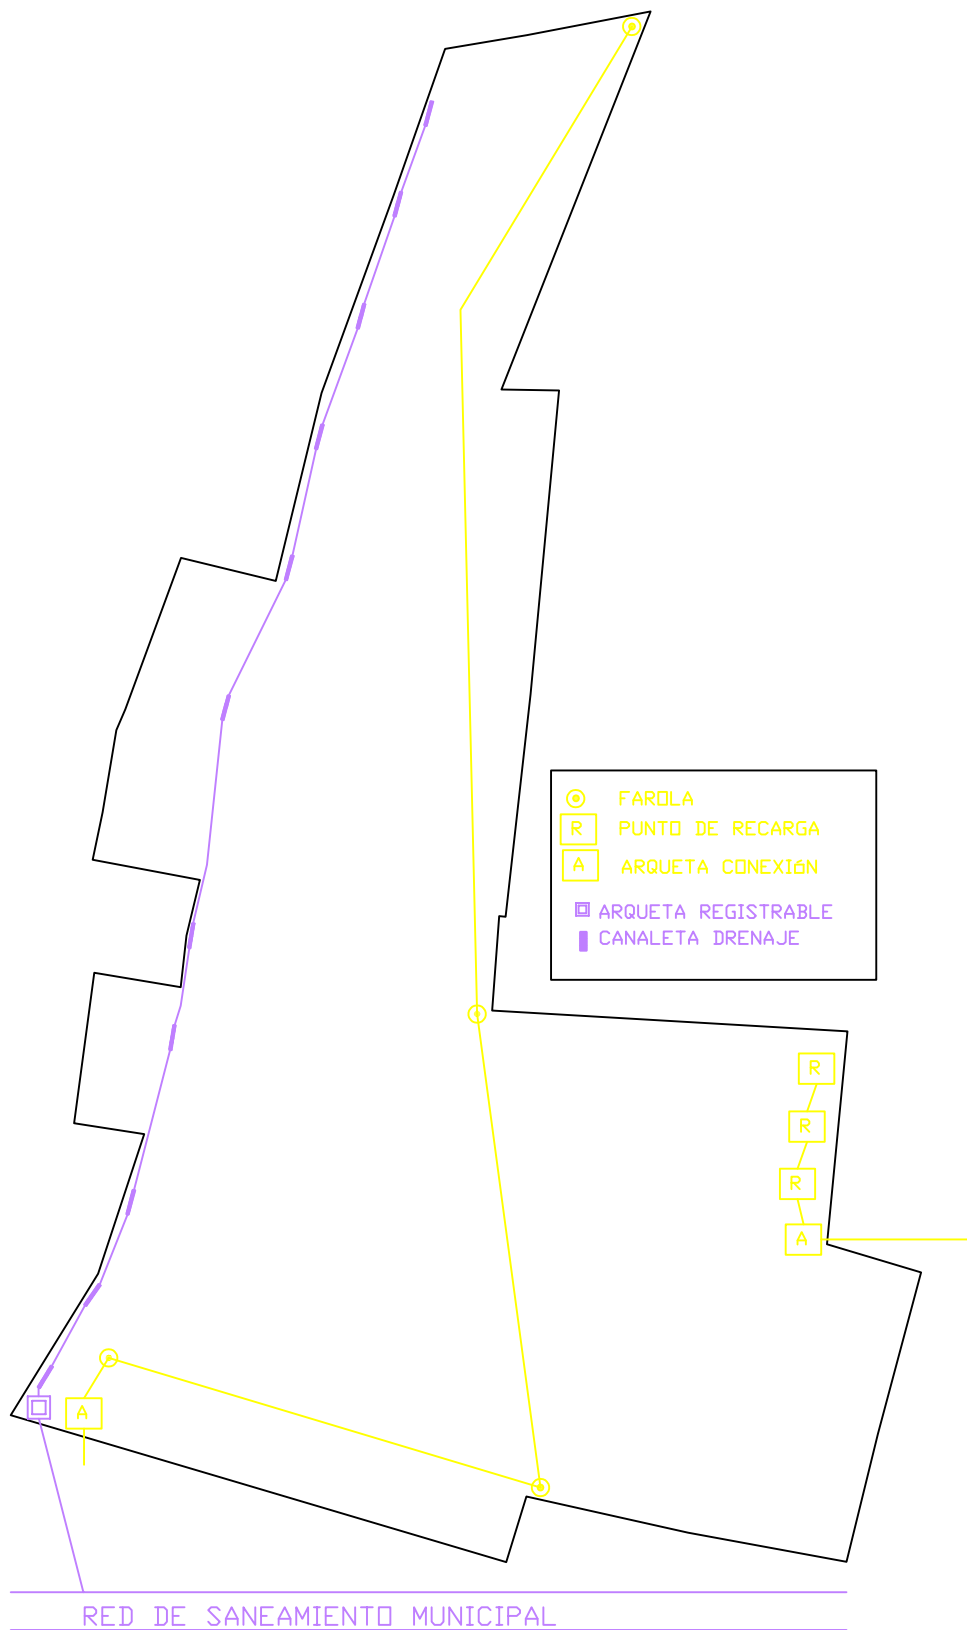 FAROLA
R PUNTO DE RECARGA
A ARQUETA CONEXIóN
ARQUETA REGISTRABLE
CANALETA DRENAJE
R
R
R
A
A
RED DE SANEAMIENTO MUNICIPAL